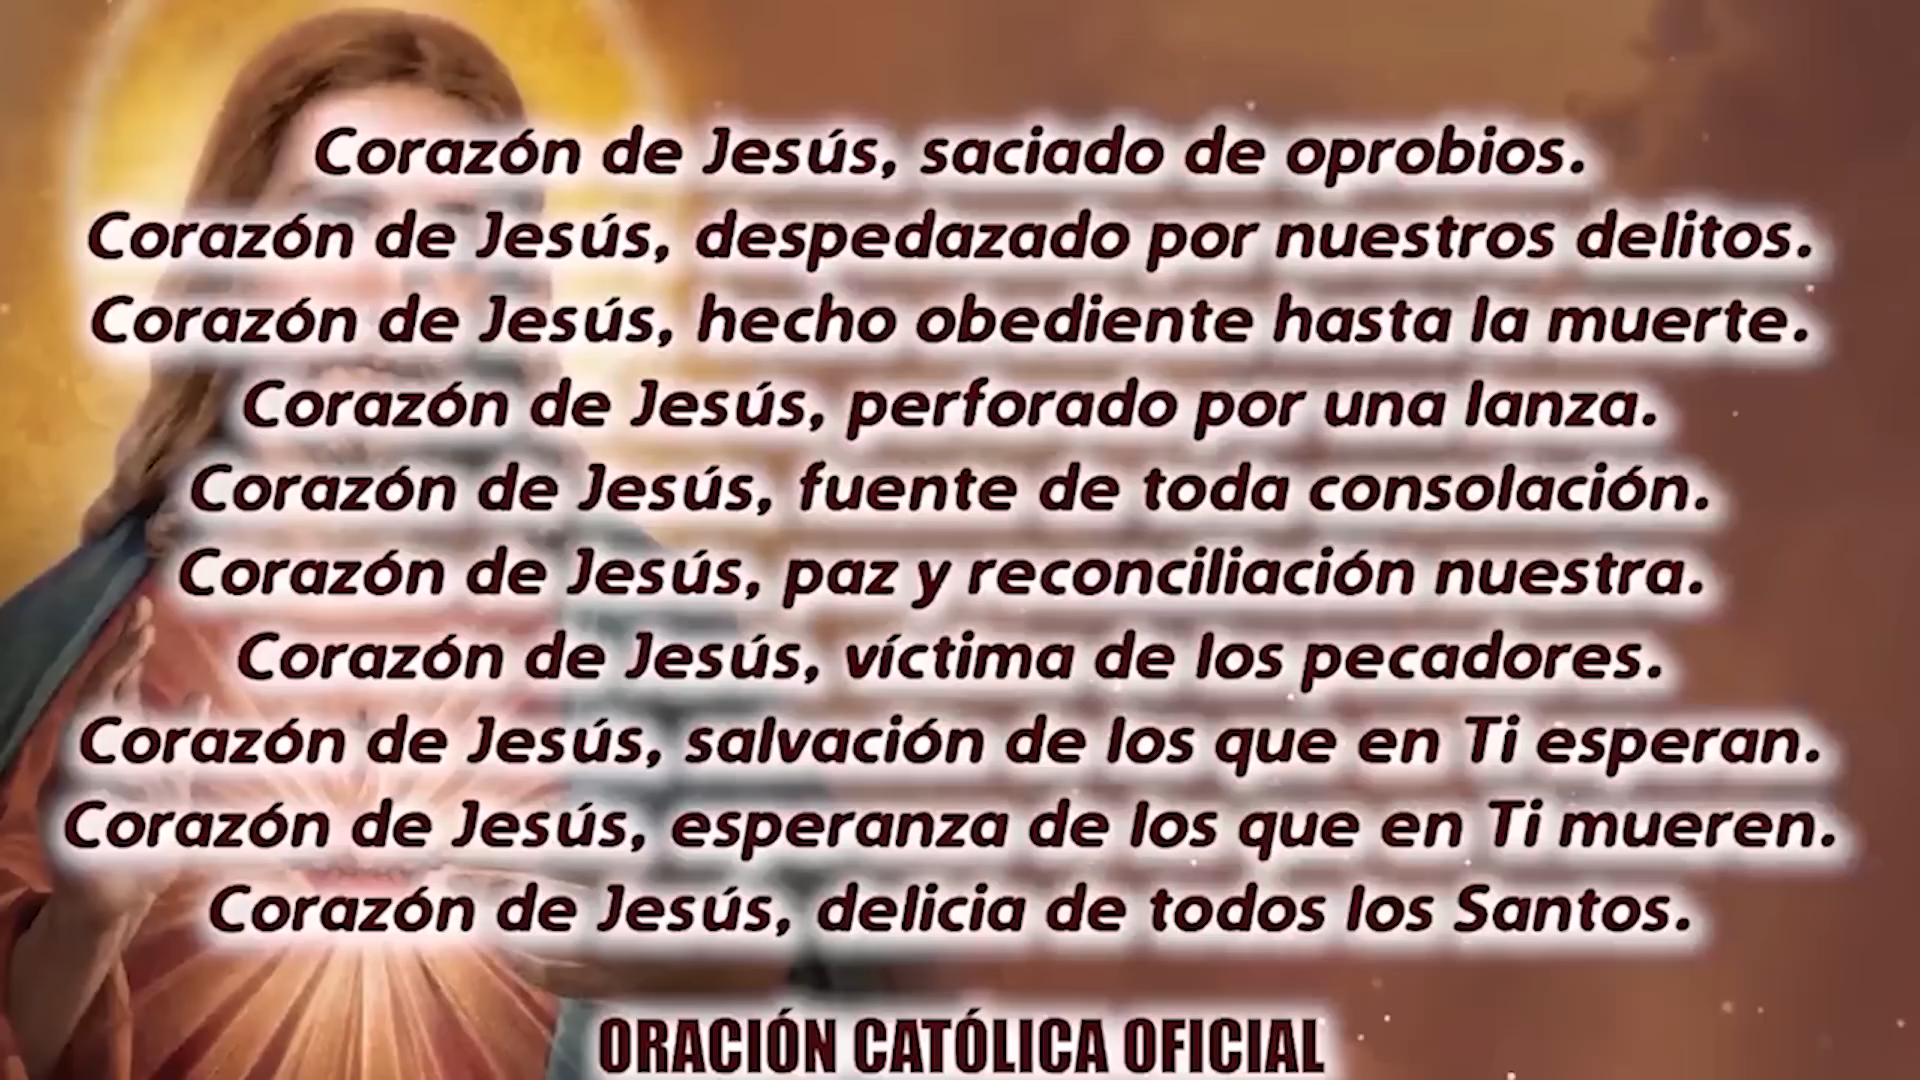 Corazón de Jesús, saciado de oprobios.
Corazón de Jesús, despedazado por nuestros delitos.
Corazón de Jesús, hecho obediente hasta la muerte.
Corazón de Jesús, perforado por una lanza.
Corazón de Jesús, fuente de toda consolación.
Corazón de Jesús, paz y reconciliación nuestra.
Corazón de Jesús, víctima de los pecadores.
Corazón de Jesús, salvación de los que en Ti esperan.
Corazón de Jesús, esperanza de los que en Ti mueren.
Corazón de Jesús, delicia de todos los Santos.
ORACIÓN CATÓLICA OFICIAL